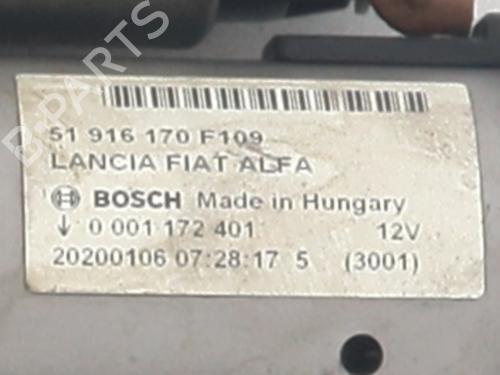 51 916 170 F109
LANCIA FIAT ALFA
BOSCH Made in Hungary
↓ 0 001 172 401 12V
20200106 07:28:17 5 (3001)
B-PARTS